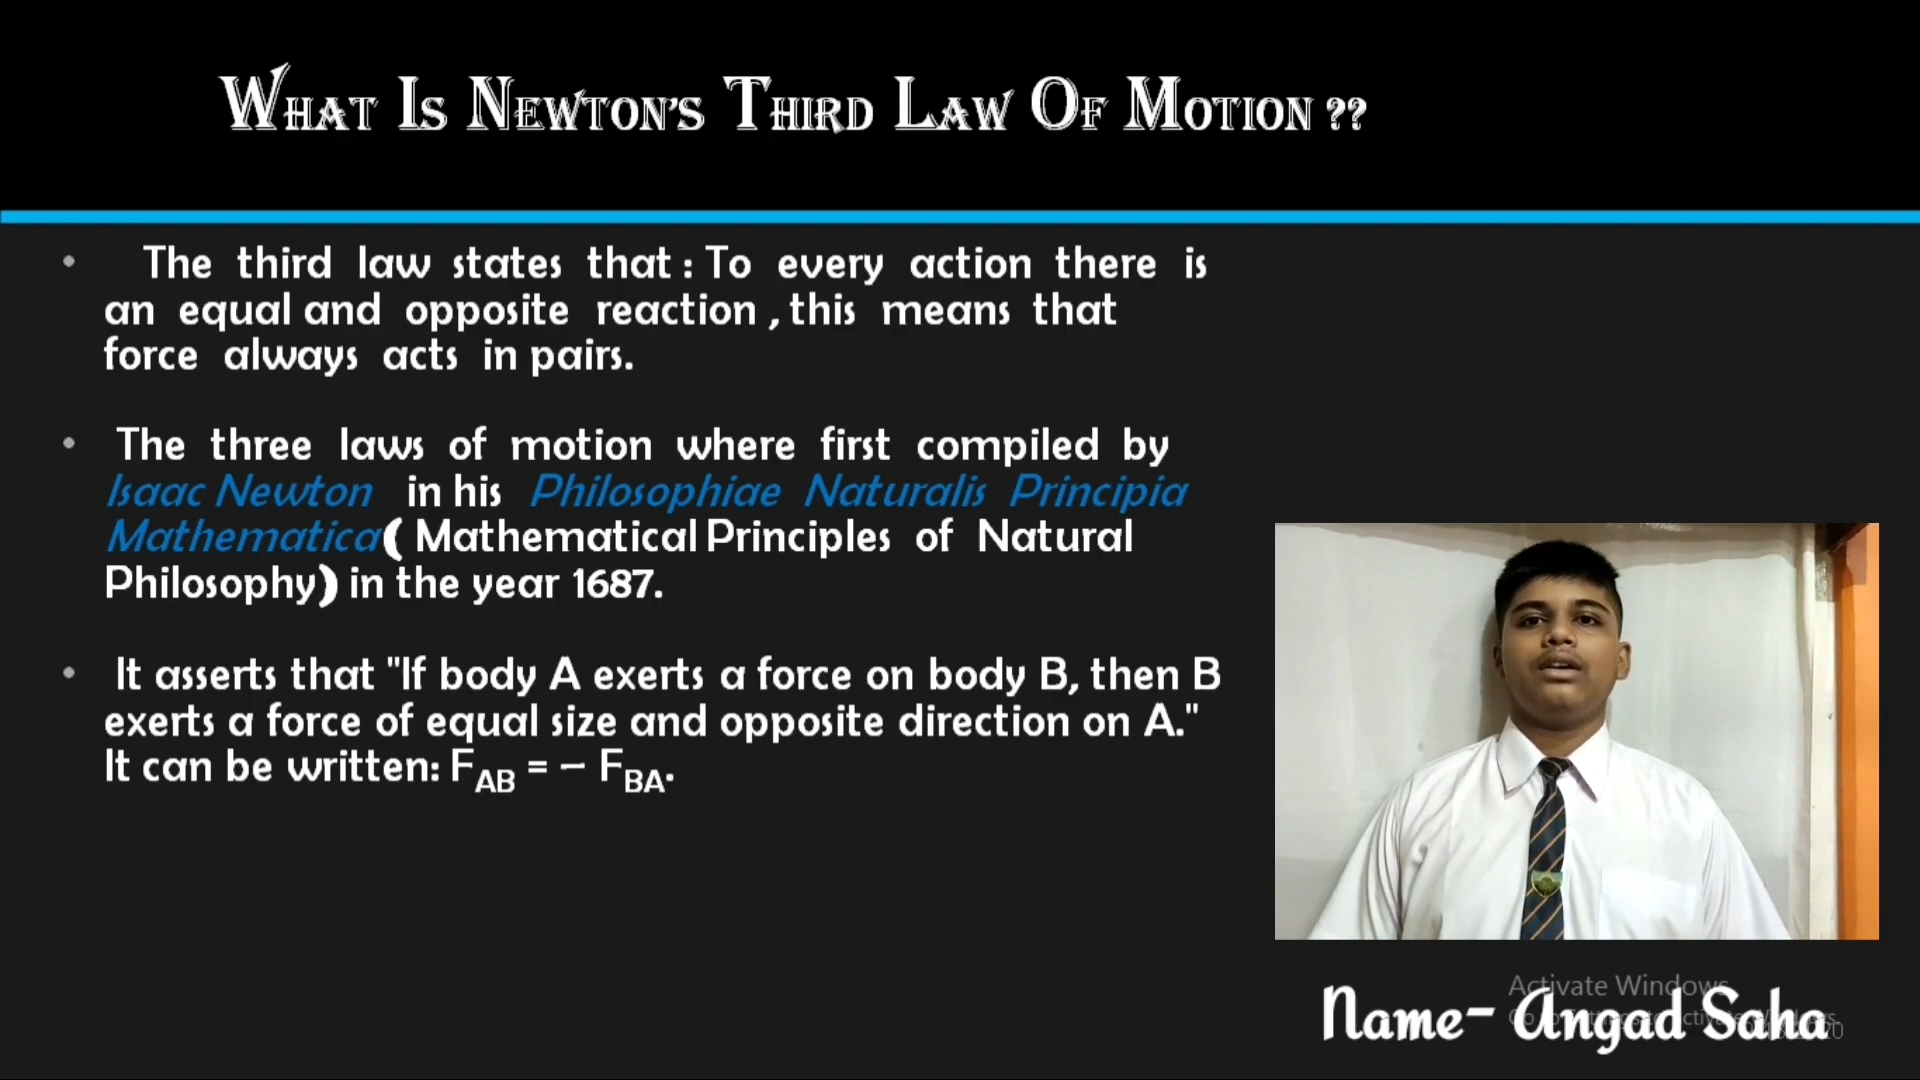 What Is Newton's Third Law Of Motion ??
• The third law states that : To every action there is
an equal and opposite reaction , this means that
force always acts in pairs.
• The three laws of motion where first compiled by
Isaac Newton in his Philosophiae Naturalis Principia
Mathematica( Mathematical Principles of Natural
Philosophy) in the year 1687.
• It asserts that "If body A exerts a force on body B, then B
exerts a force of equal size and opposite direction on A."
It can be written: F_AB = – F_BA.
Activate Windows
Name- Angad Saha